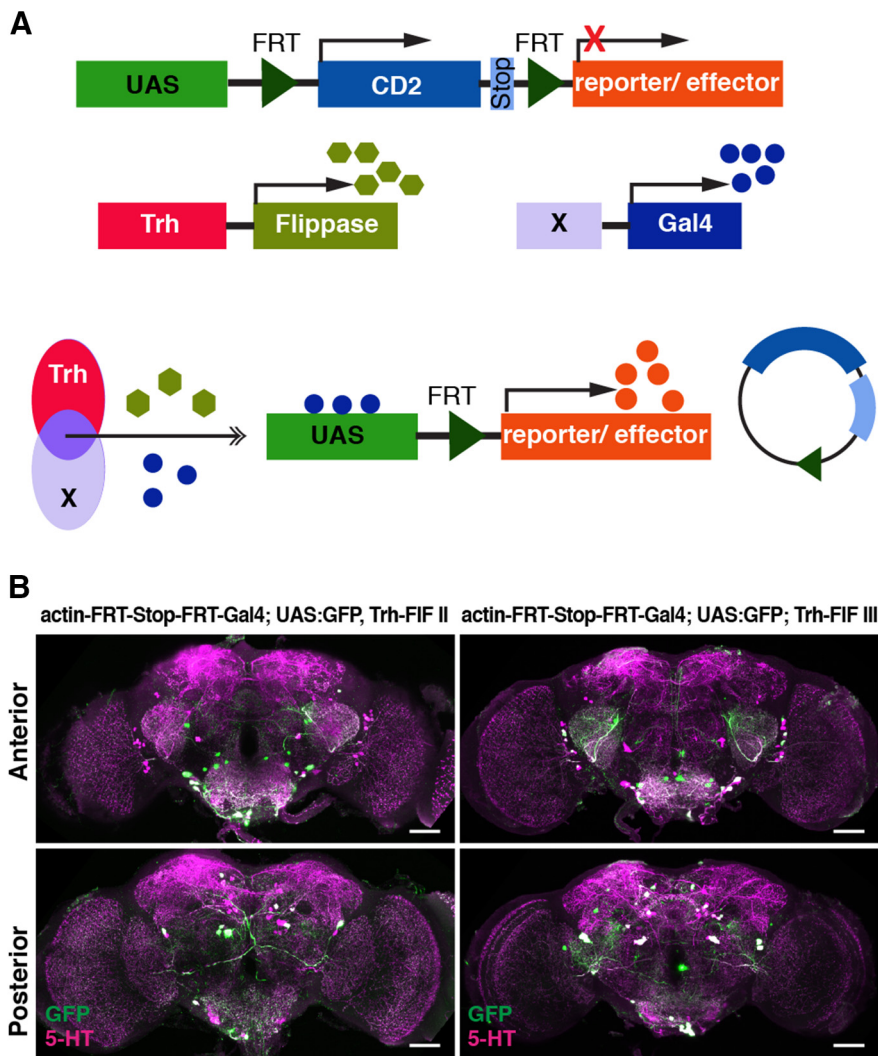 A
FRT
FRT
X
UAS
CD2
Stop
reporter/ effector
Trh
Flippase
X
Gal4
Trh
X
FRT
UAS
reporter/ effector
B
actin-FRT-Stop-FRT-Gal4; UAS:GFP, Trh-FIF II
actin-FRT-Stop-FRT-Gal4; UAS:GFP; Trh-FIF III
Anterior
Posterior
GFP
5-HT
GFP
5-HT